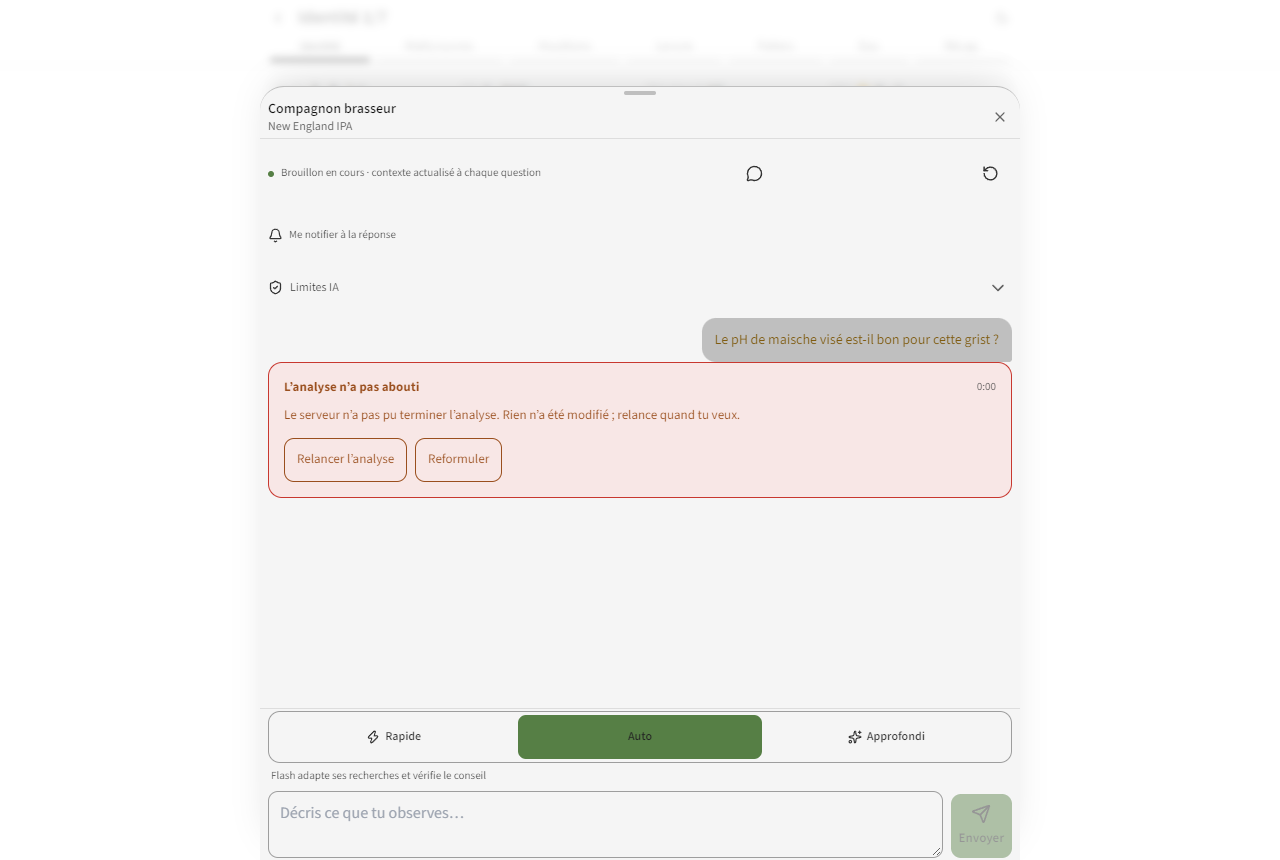 Compagnon brasseur
New England IPA
Brouillon en cours · contexte actualisé à chaque question
Me notifier à la réponse
Limites IA
Le pH de maische visé est-il bon pour cette grist ?
L’analyse n’a pas abouti
0:00
Le serveur n’a pas pu terminer l’analyse. Rien n’a été modifié ; relance quand tu veux.
Relancer l’analyse
Reformuler
Rapide
Auto
Approfondi
Flash adapte ses recherches et vérifie le conseil
Décris ce que tu observes…
Envoyer